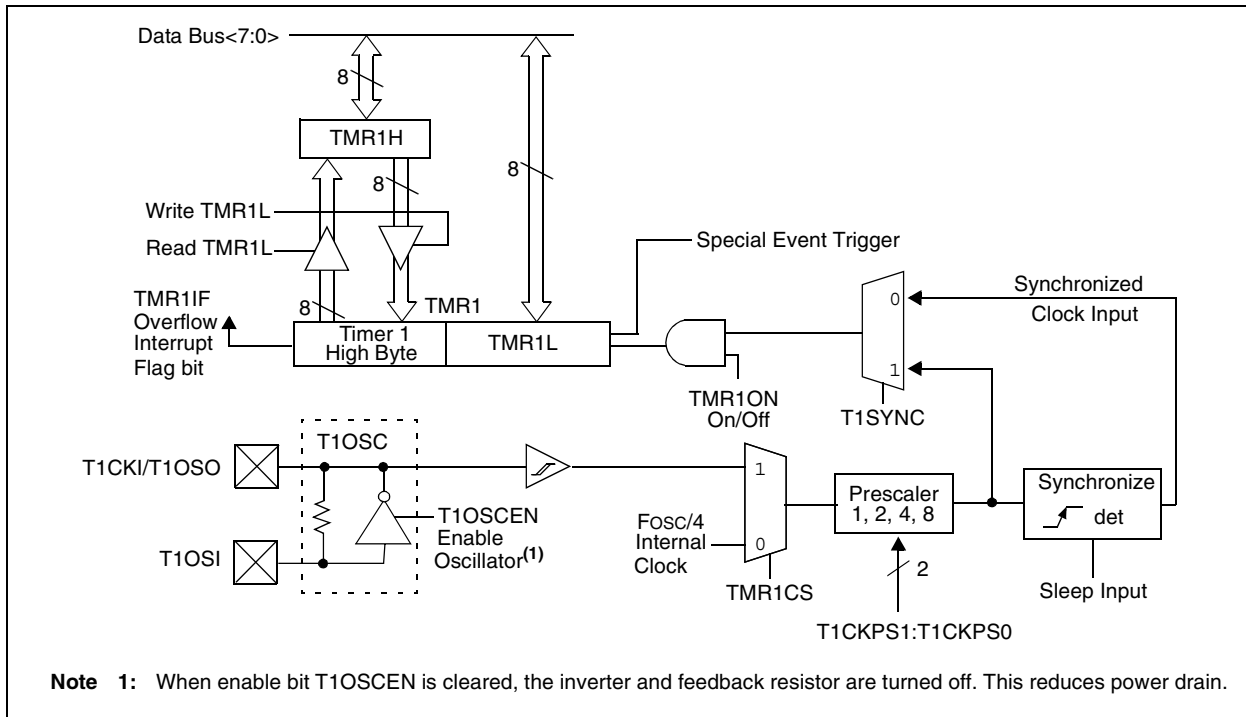 Data Bus<7:0>
8
TMR1H
8
8
Write TMR1L
Read TMR1L
Special Event Trigger
TMR1IF
Overflow
Interrupt
Flag bit
8
TMR1
Timer 1
High Byte
TMR1L
0
Synchronized
Clock Input
1
TMR1ON
On/Off
T1SYNC
T1OSC
T1CKI/T1OSO
1
Prescaler
1, 2, 4, 8
Synchronize
det
T1OSCEN
Enable
Oscillator(1)
FOSC/4
Internal
Clock
0
T1OSI
TMR1CS
2
Sleep Input
T1CKPS1:T1CKPS0
Note 1: When enable bit T1OSCEN is cleared, the inverter and feedback resistor are turned off. This reduces power drain.